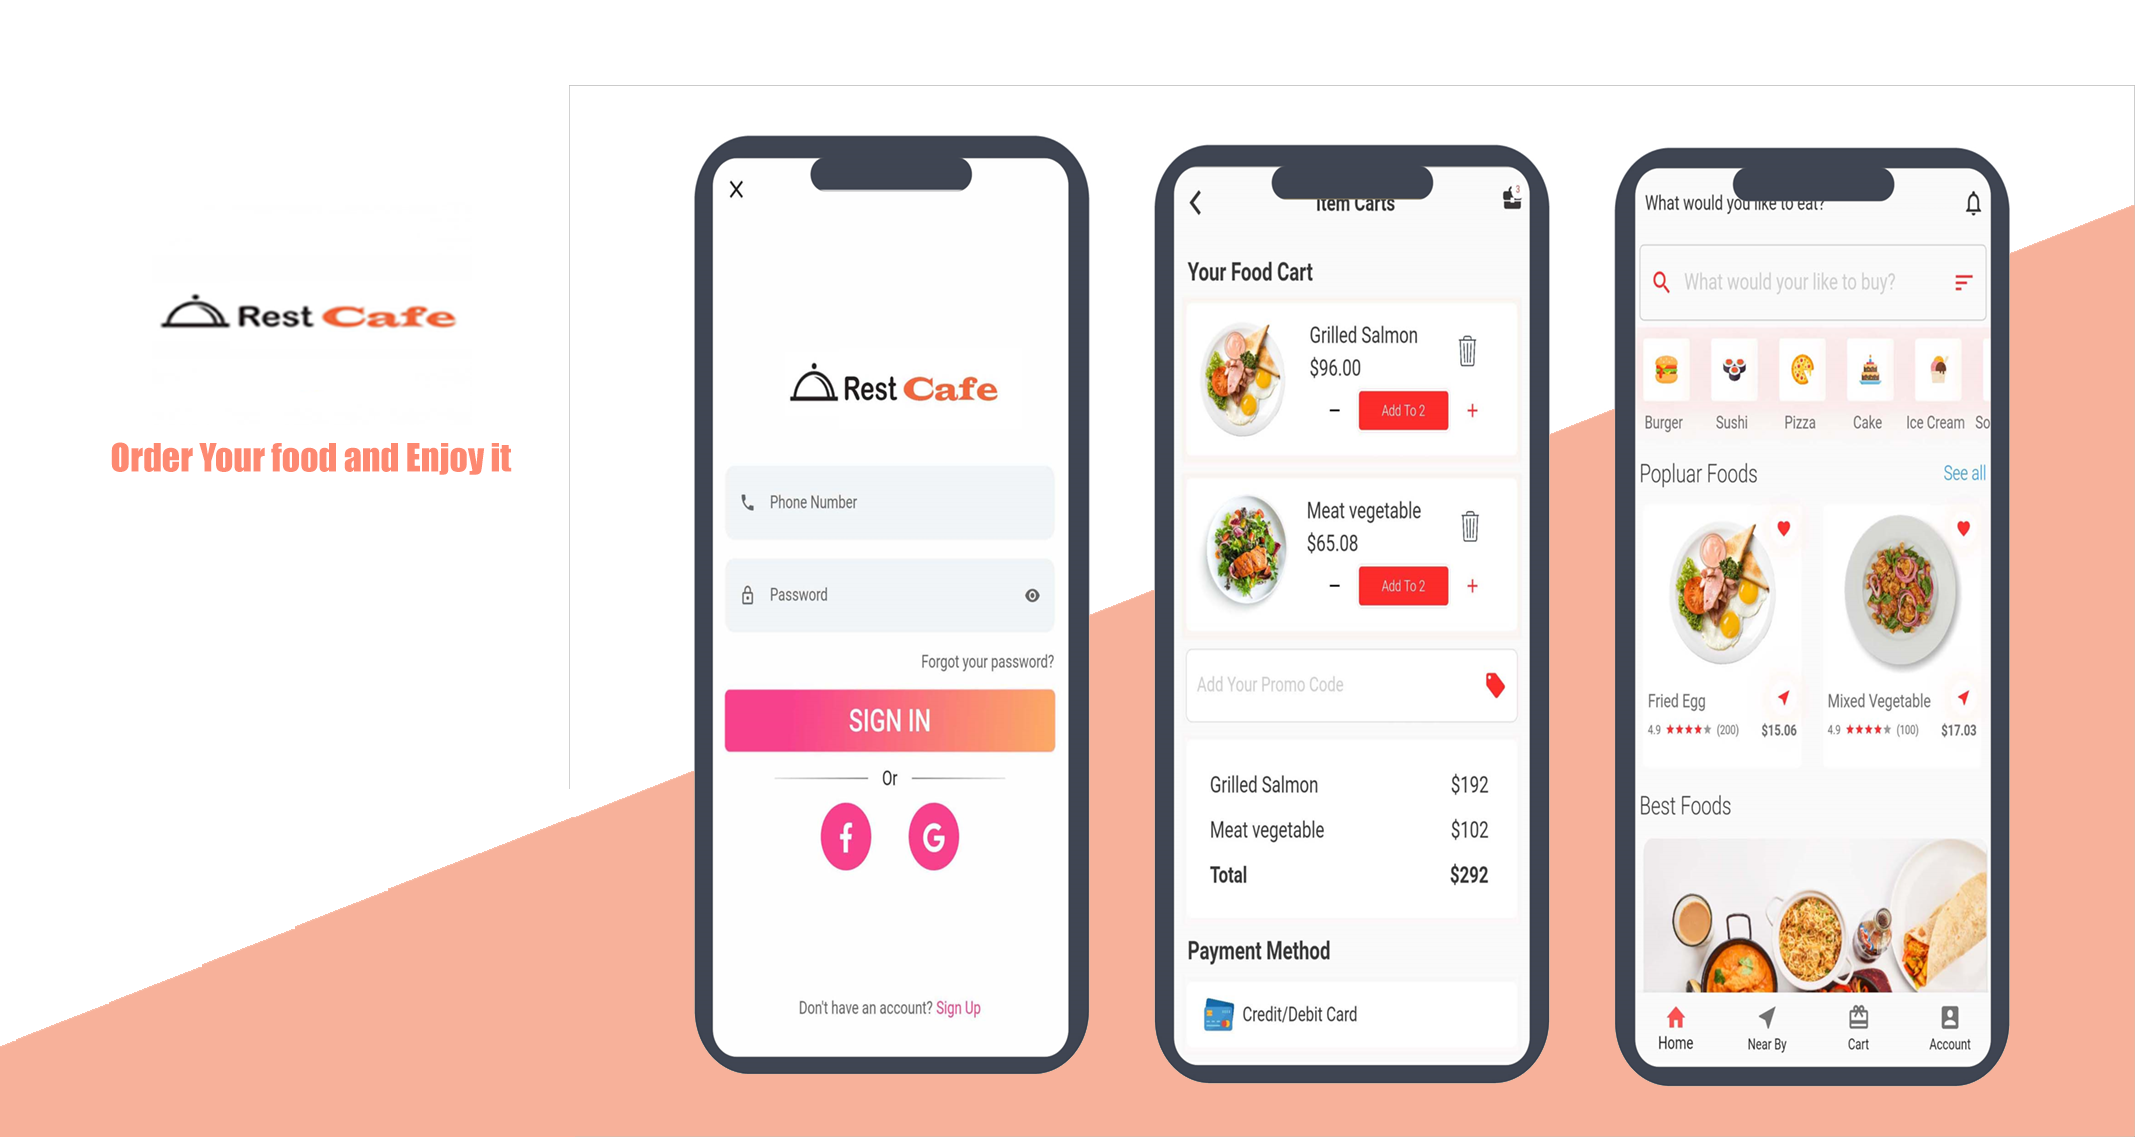 Rest Cafe
Order Your food and Enjoy it
X
Rest Cafe
Phone Number
Password
Forgot your password?
SIGN IN
Or
f
G
Don't have an account? Sign Up
3
Item Carts
Your Food Cart
Grilled Salmon
$96.00
- Add To 2 +
Meat vegetable
$65.08
- Add To 2 +
Add Your Promo Code
Grilled Salmon $192
Meat vegetable $102
Total $292
Payment Method
Credit/Debit Card
What would you like to eat?
What would your like to buy?
Burger Sushi Pizza Cake Ice Cream So
Popluar Foods See all
Fried Egg Mixed Vegetable
4.9 (200) $15.06 4.9 (100) $17.03
Best Foods
Home Near By Cart Account